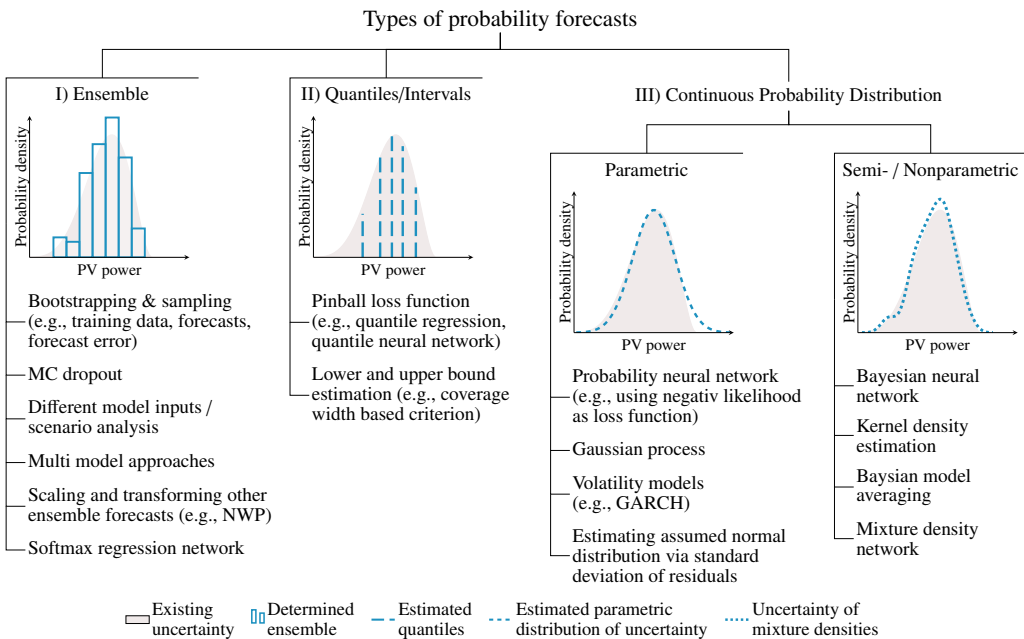 Types of probability forecasts
I) Ensemble
Probability density
PV power
Bootstrapping & sampling
(e.g., training data, forecasts,
forecast error)
MC dropout
Different model inputs /
scenario analysis
Multi model approaches
Scaling and transforming other
ensemble forecasts (e.g., NWP)
Softmax regression network
II) Quantiles/Intervals
Probability density
PV power
Pinball loss function
(e.g., quantile regression,
quantile neural network)
Lower and upper bound
estimation (e.g., coverage
width based criterion)
III) Continuous Probability Distribution
Parametric
Probability density
PV power
Probability neural network
(e.g., using negativ likelihood
as loss function)
Gaussian process
Volatility models
(e.g., GARCH)
Estimating assumed normal
distribution via standard
deviation of residuals
Semi- / Nonparametric
Probability density
PV power
Bayesian neural
network
Kernel density
estimation
Baysian model
averaging
Mixture density
network
Existing
uncertainty
Determined
ensemble
Estimated
quantiles
Estimated parametric
distribution of uncertainty
Uncertainty of
mixture densities